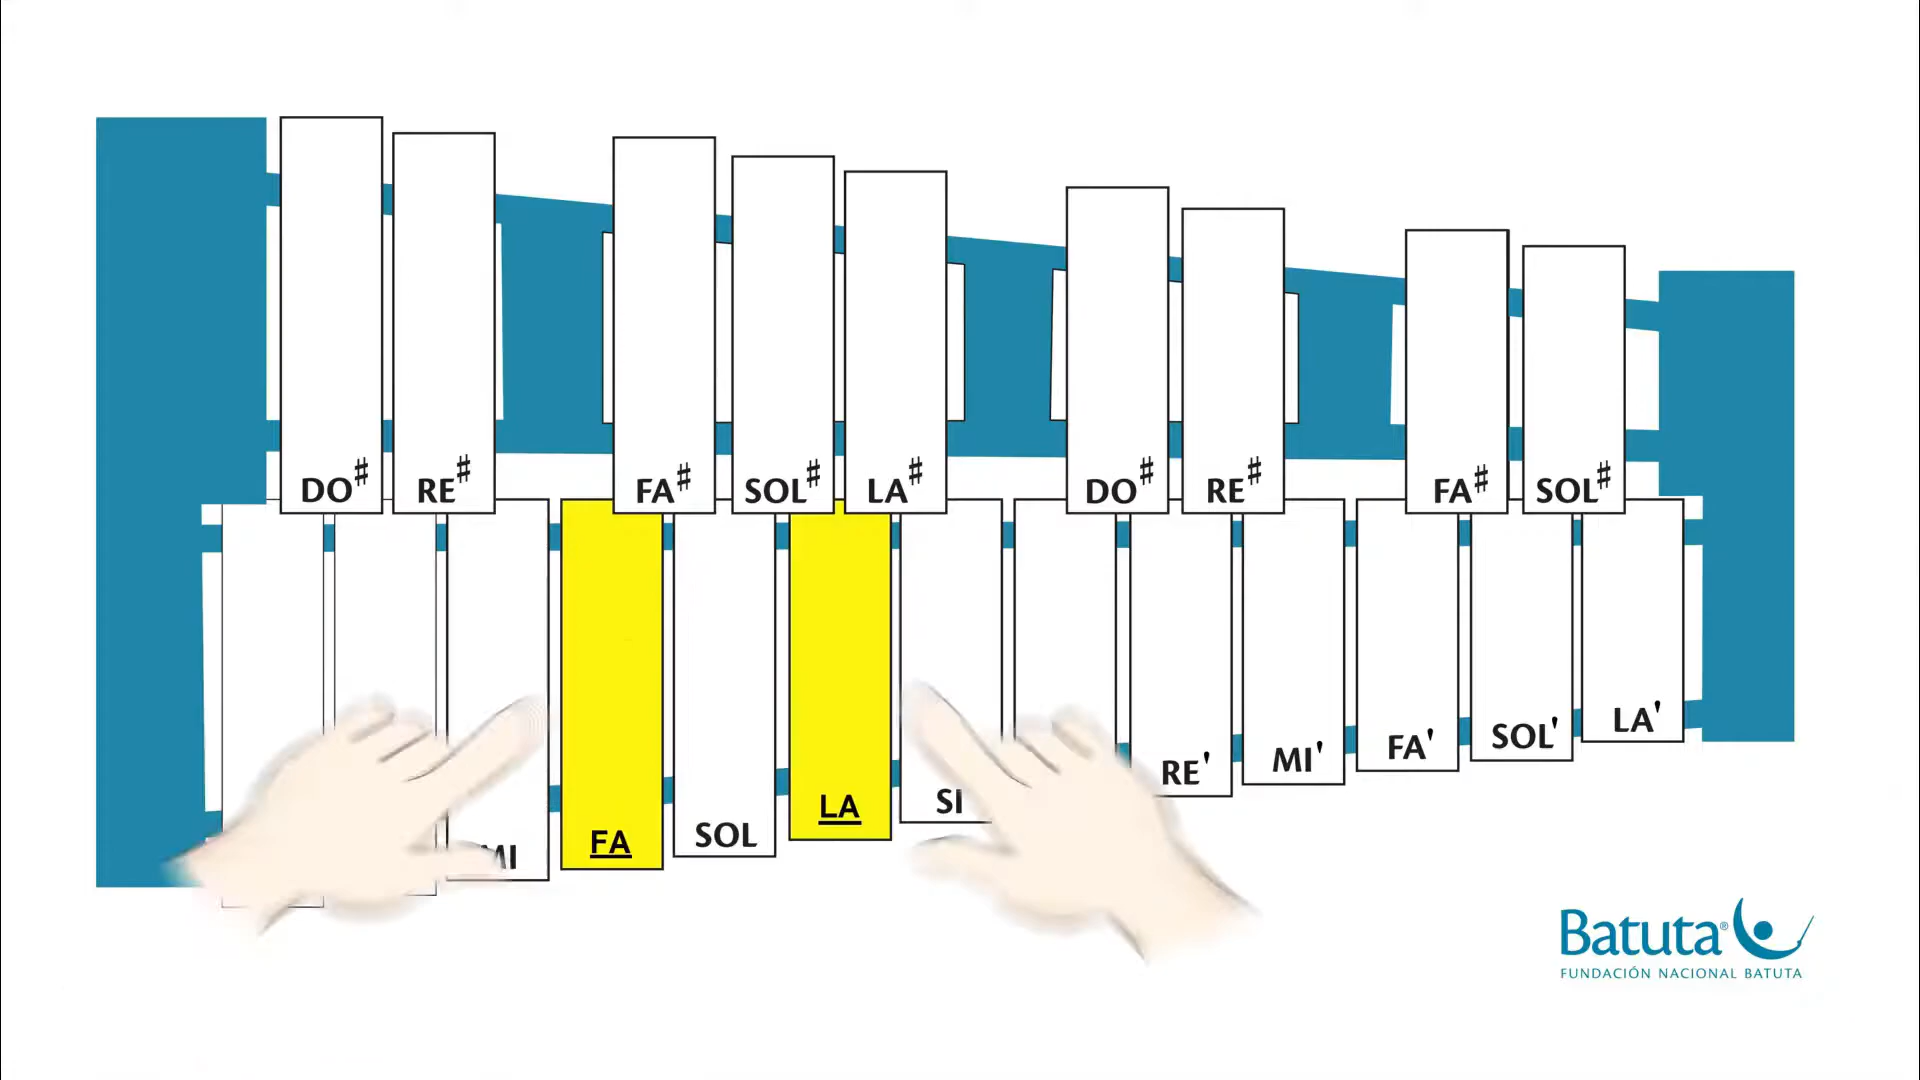 DO♯ RE♯ FA♯ SOL♯ LA♯ DO♯ RE♯ FA♯ SOL♯
FA SOL LA SI RE' MI' FA' SOL' LA'
Batuta®
FUNDACIÓN NACIONAL BATUTA